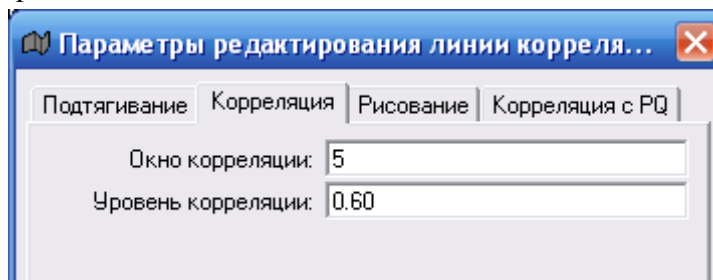 Параметры редактирования линии корреля...
Подтягивание Корреляция Рисование Корреляция с PQ
Окно корреляции: 5
Уровень корреляции: 0.60